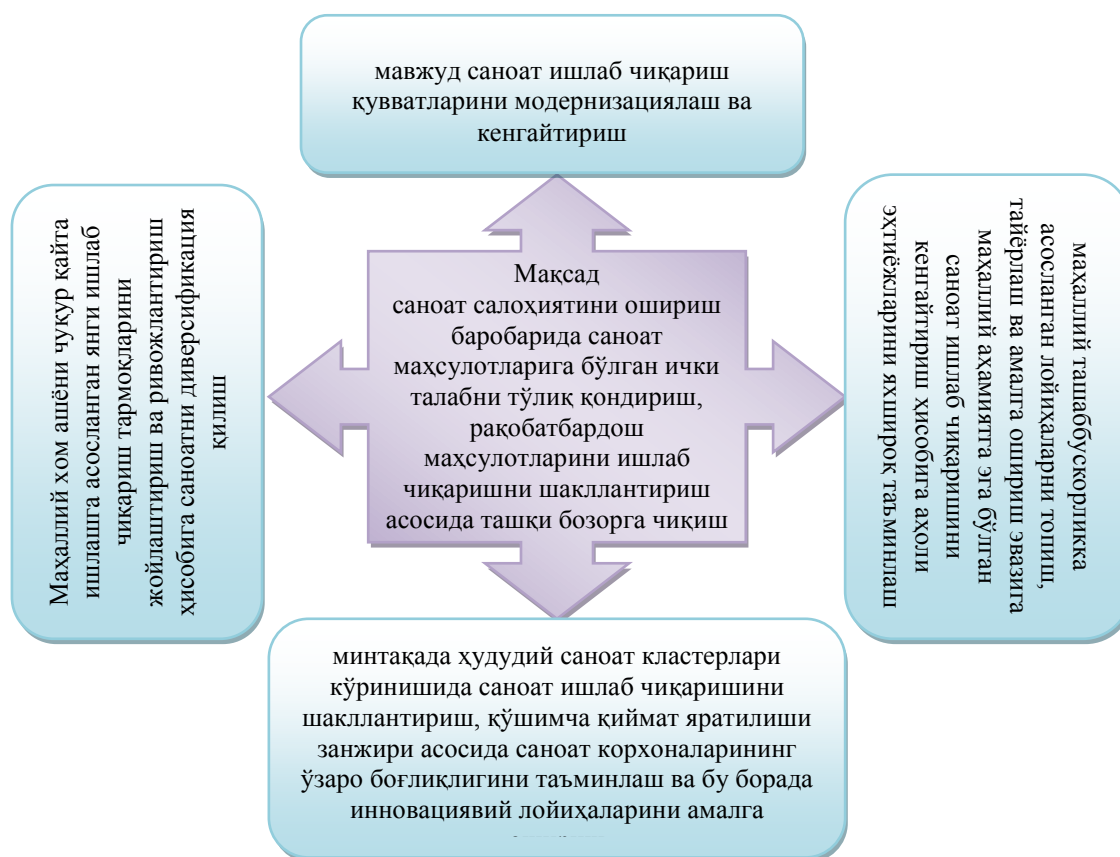 мавжуд саноат ишлаб чиқариш
қувватларини модернизациялаш ва
кенгайтириш
Маҳаллий хом ашёни чуқур қайта
ишлашга асосланган янги ишлаб
чиқариш тармоқларини
жойлаштириш ва ривожлантириш
ҳисобига саноатни диверсификация
қилиш
Мақсад
саноат салоҳиятини ошириш
баробарида саноат
маҳсулотларига бўлган ички
талабни тўлиқ қондириш,
рақобатбардош
маҳсулотларини ишлаб
чиқаришни шакллантириш
асосида ташқи бозорга чиқиш
маҳаллий ташаббускорликка
асосланган лойиҳаларни топиш,
тайёрлаш ва амалга ошириш эвазига
маҳаллий аҳамиятга эга бўлган
саноат ишлаб чиқаришини
кенгайтириш ҳисобига аҳоли
эҳтиёжларини яхшироқ таъминлаш
минтақада ҳудудий саноат кластерлари
кўринишида саноат ишлаб чиқаришини
шакллантириш, қўшимча қиймат яратилиши
занжири асосида саноат корхоналарининг
ўзаро боғлиқлигини таъминлаш ва бу борада
инновациявий лойиҳаларини амалга